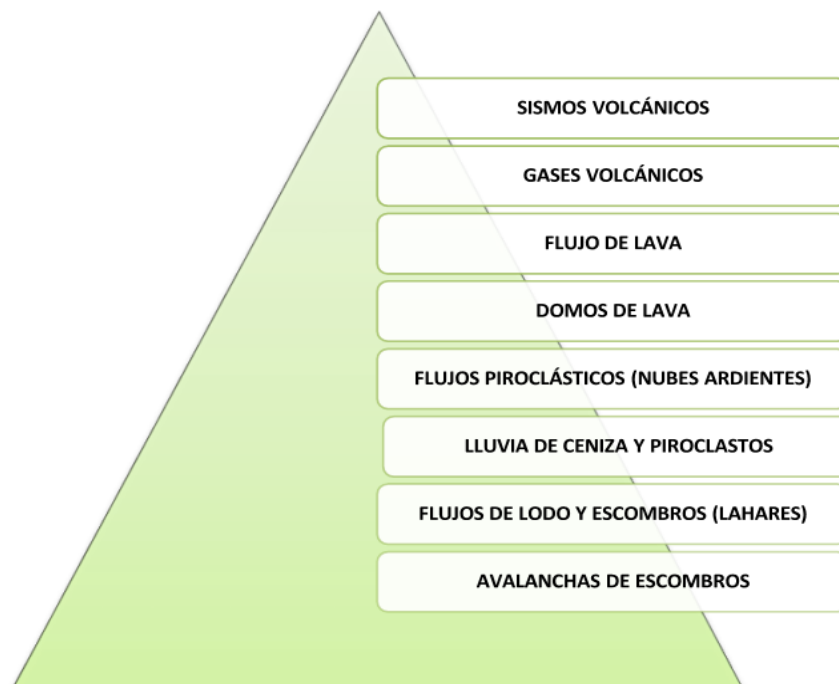 SISMOS VOLCÁNICOS
GASES VOLCÁNICOS
FLUJO DE LAVA
DOMOS DE LAVA
FLUJOS PIROCLÁSTICOS (NUBES ARDIENTES)
LLUVIA DE CENIZA Y PIROCLASTOS
FLUJOS DE LODO Y ESCOMBROS (LAHARES)
AVALANCHAS DE ESCOMBROS